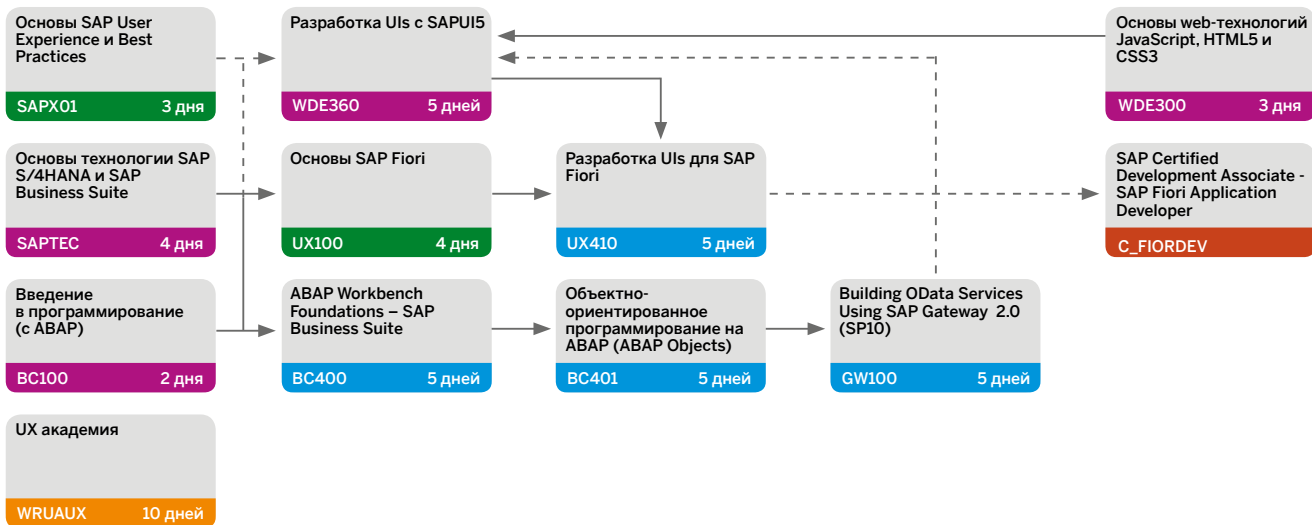 Основы SAP User
Experience и Best
Practices
SAPX01 3 дня
Разработка UIs с SAPUI5
WDE360 5 дней
Основы web-технологий
JavaScript, HTML5 и
CSS3
WDE300 3 дня
Основы технологии SAP
S/4HANA и SAP
Business Suite
SAPTEC 4 дня
Основы SAP Fiori
UX100 4 дня
Разработка UIs для SAP
Fiori
UX410 5 дней
SAP Certified
Development Associate -
SAP Fiori Application
Developer
C_FIORDEV
Введение
в программирование
(с ABAP)
BC100 2 дня
ABAP Workbench
Foundations – SAP
Business Suite
BC400 5 дней
Объектно-
ориентированное
программирование на
ABAP (ABAP Objects)
BC401 5 дней
Building OData Services
Using SAP Gateway 2.0
(SP10)
GW100 5 дней
UX академия
WRUAUX 10 дней